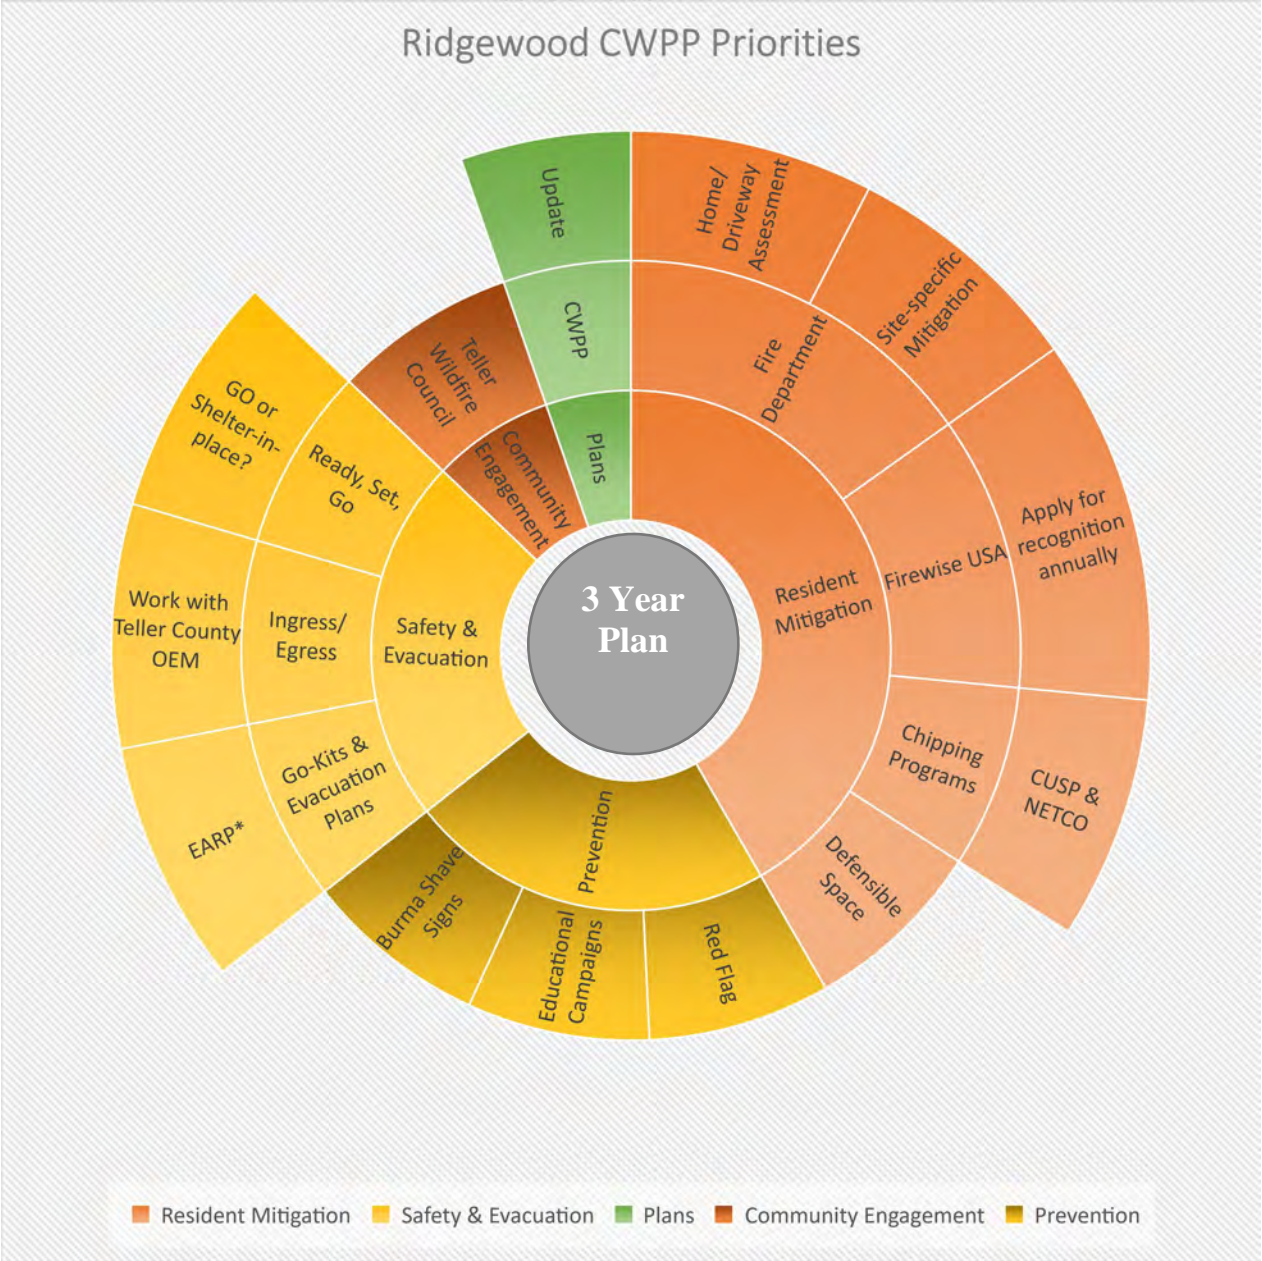 Ridgewood CWPP Priorities
Home/
Driveway
Assessment
Site-specific
Mitigation
Fire
Department
Apply for
recognition
annually
Firewise USA
Resident
Mitigation
Chipping
Programs
CUSP &
NETCO
Defensible
Space
Prevention
Red Flag
Educational
Campaigns
Burma Shave
Signs
Safety &
Evacuation
Go-Kits &
Evacuation
Plans
EARP*
Ingress/
Egress
Work with
Teller County
OEM
Ready, Set,
Go
GO or
Shelter-in-
place?
Community
Engagement
Teller
Wildfire
Council
Plans
CWPP
Update
3 Year
Plan
Resident Mitigation
Safety & Evacuation
Plans
Community Engagement
Prevention